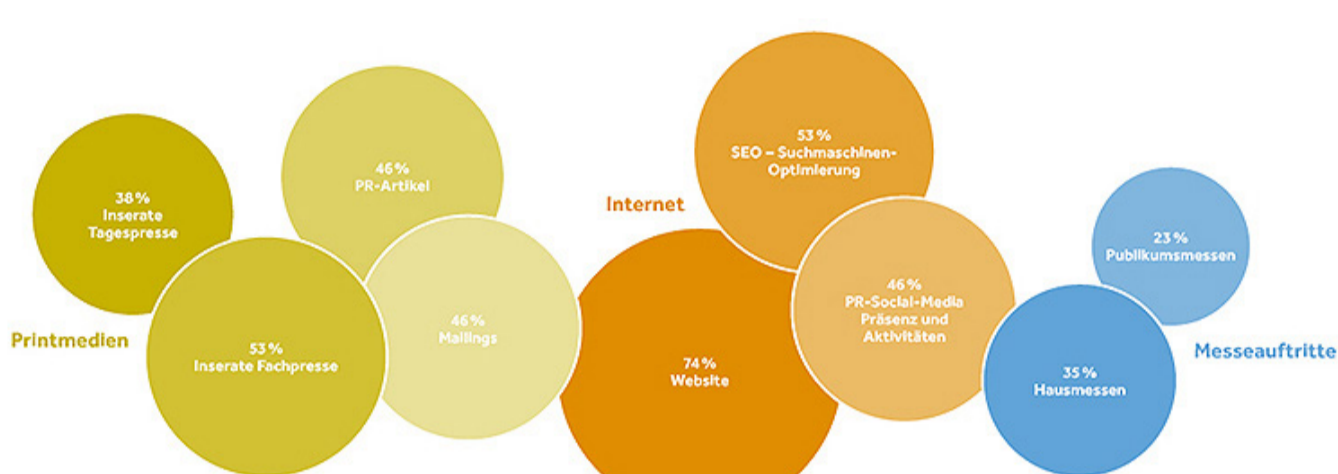 38 %
Inserate
Tagespresse
46 %
PR-Artikel
Printmedien
53 %
Inserate Fachpresse
46 %
Mailings
Internet
53 %
SEO – Suchmaschinen-
Optimierung
74 %
Website
46 %
PR-Social-Media
Präsenz und
Aktivitäten
23 %
Publikumsmessen
35 %
Hausmessen
Messeauftritte